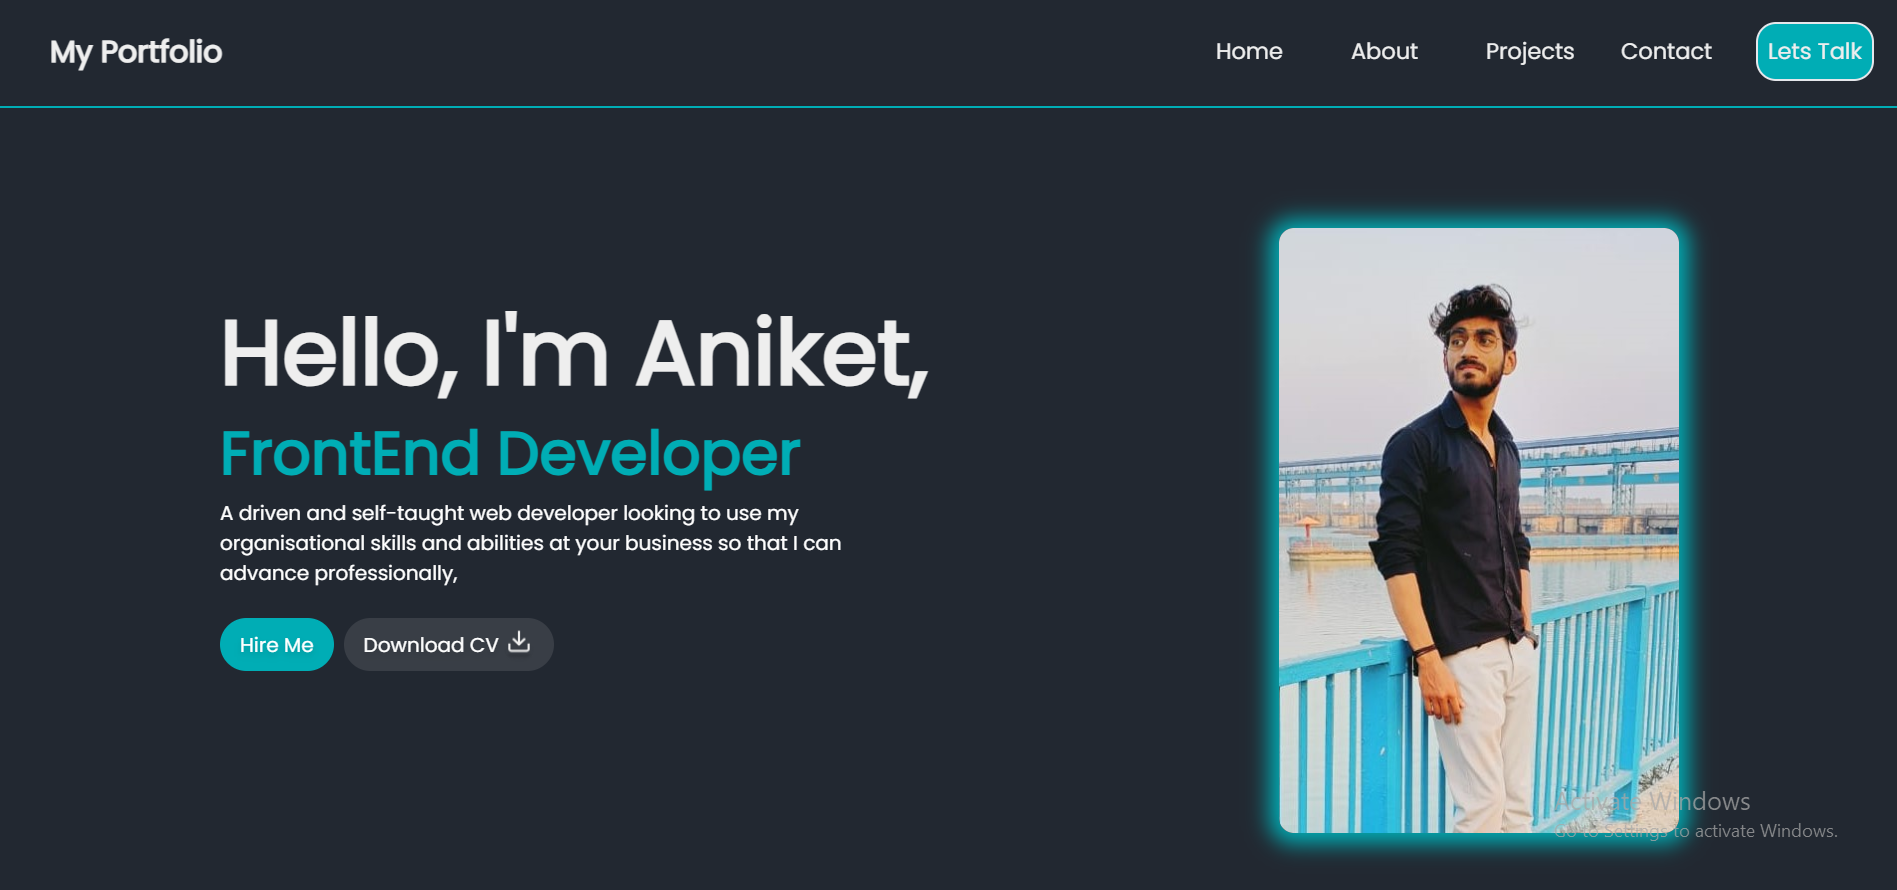 My Portfolio
Home About Projects Contact Lets Talk
Hello, I'm Aniket,
FrontEnd Developer
A driven and self-taught web developer looking to use my
organisational skills and abilities at your business so that I can
advance professionally,
Hire Me Download CV
Activate Windows
Go to Settings to activate Windows.